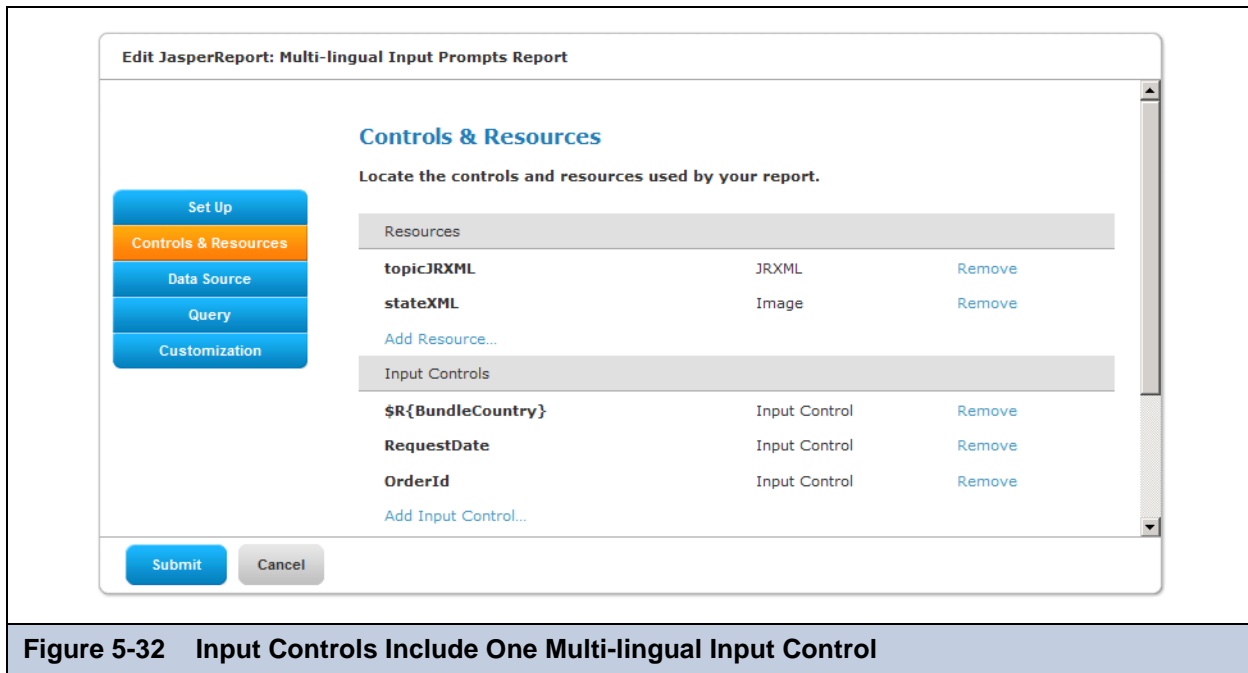 Edit JasperReport: Multi-lingual Input Prompts Report
Controls & Resources
Locate the controls and resources used by your report.
Set Up
Controls & Resources
Data Source
Query
Customization
Resources
topicJRXML JRXML Remove
stateXML Image Remove
Add Resource...
Input Controls
$R{BundleCountry} Input Control Remove
RequestDate Input Control Remove
OrderId Input Control Remove
Add Input Control...
Submit Cancel
Figure 5-32 Input Controls Include One Multi-lingual Input Control